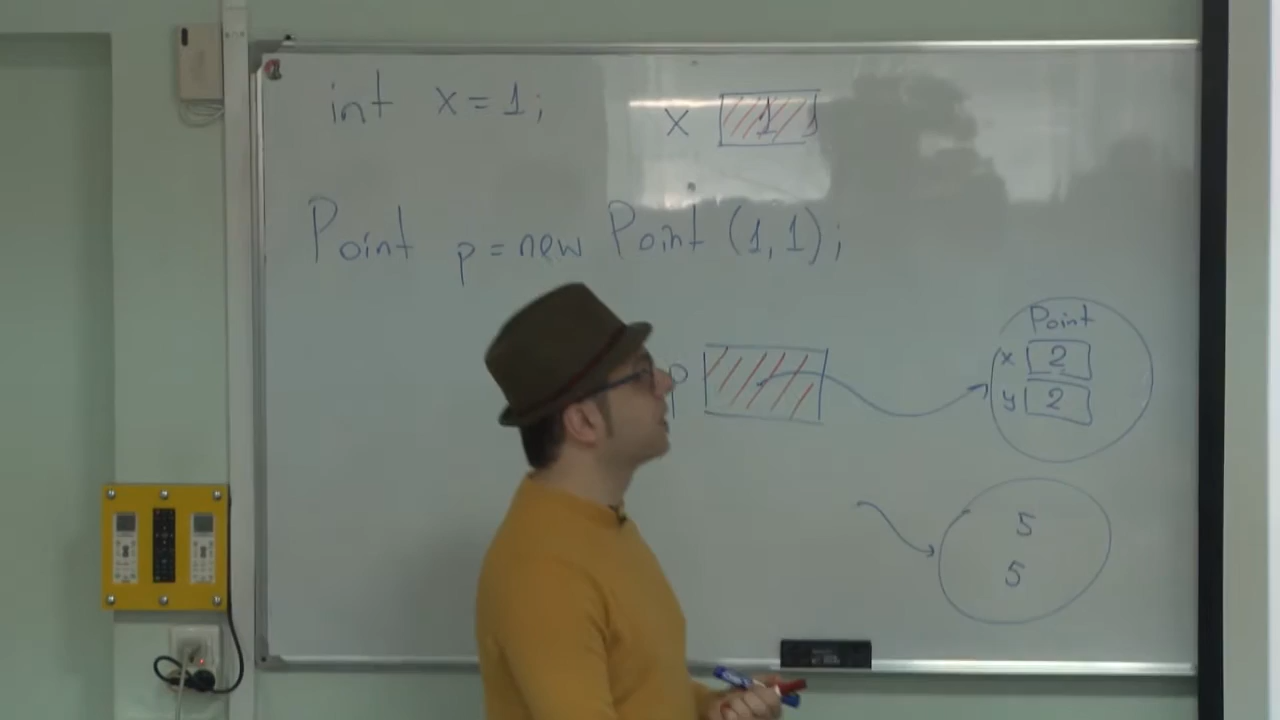 int x = 1; x 1
Point p = new Point (1,1);
p
Point
x 2
y 2
5
5